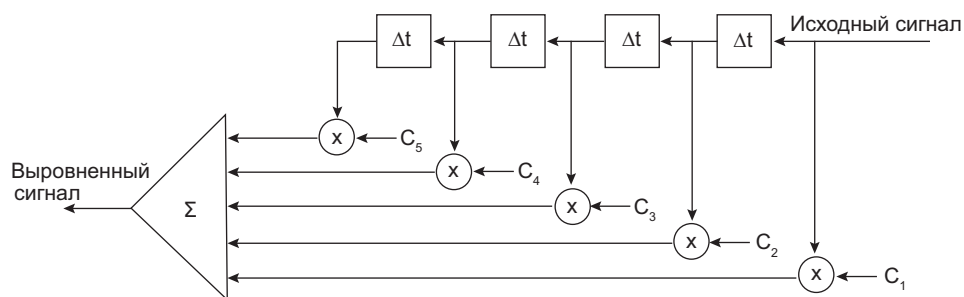 Исходный сигнал
Δt
Δt
Δt
Δt
x
C5
x
C4
x
C3
x
C2
x
C1
Σ
Выровненный
сигнал